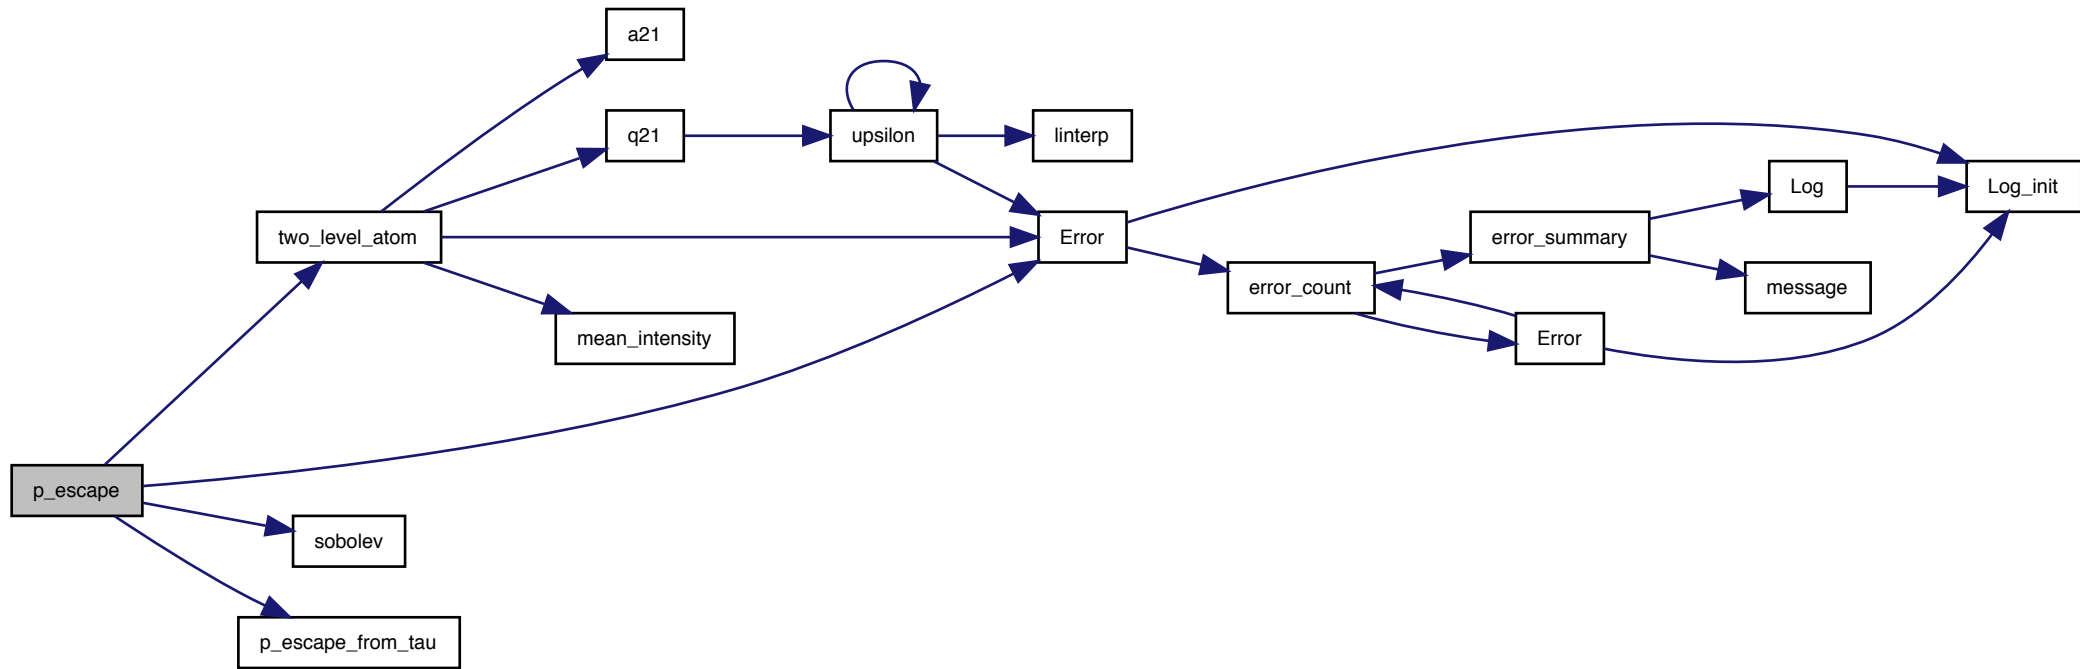 a21
q21
upsilon
linterp
Log
Log_init
two_level_atom
Error
error_summary
error_count
message
mean_intensity
Error
p_escape
sobolev
p_escape_from_tau